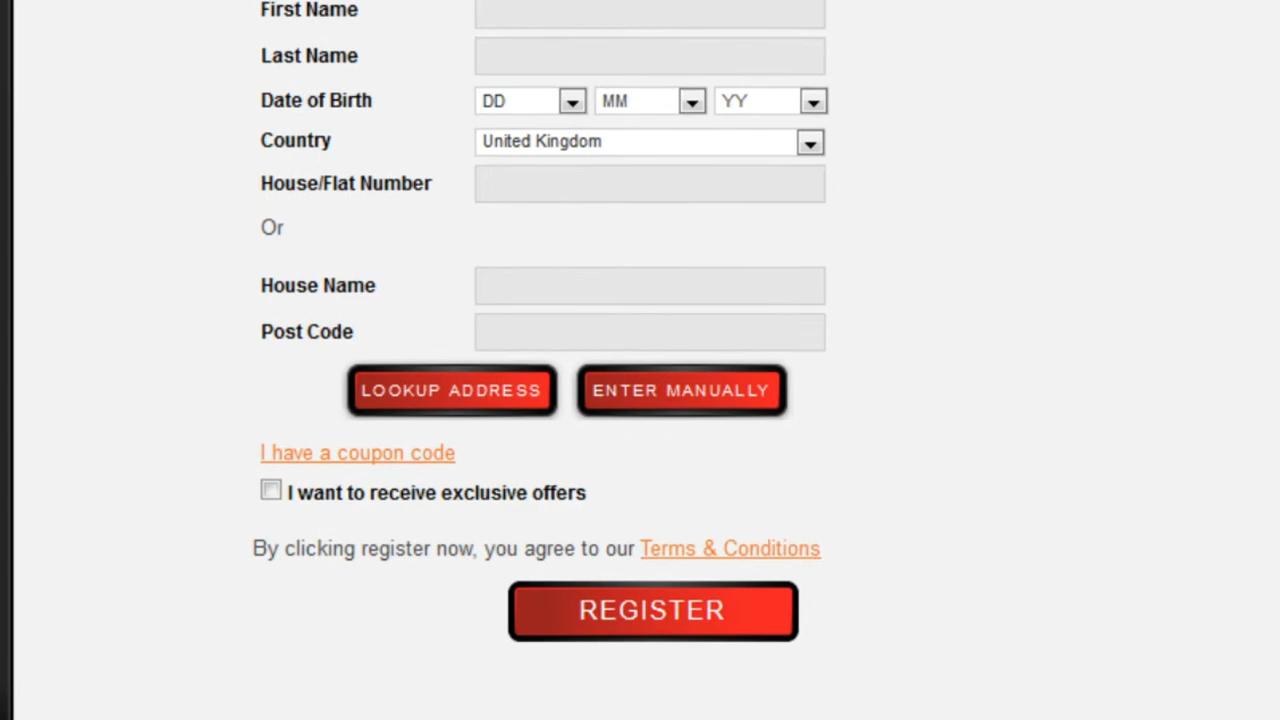 First Name
Last Name
Date of Birth DD MM YY
Country United Kingdom
House/Flat Number
Or
House Name
Post Code
LOOKUP ADDRESS ENTER MANUALLY
I have a coupon code
I want to receive exclusive offers
By clicking register now, you agree to our Terms & Conditions
REGISTER